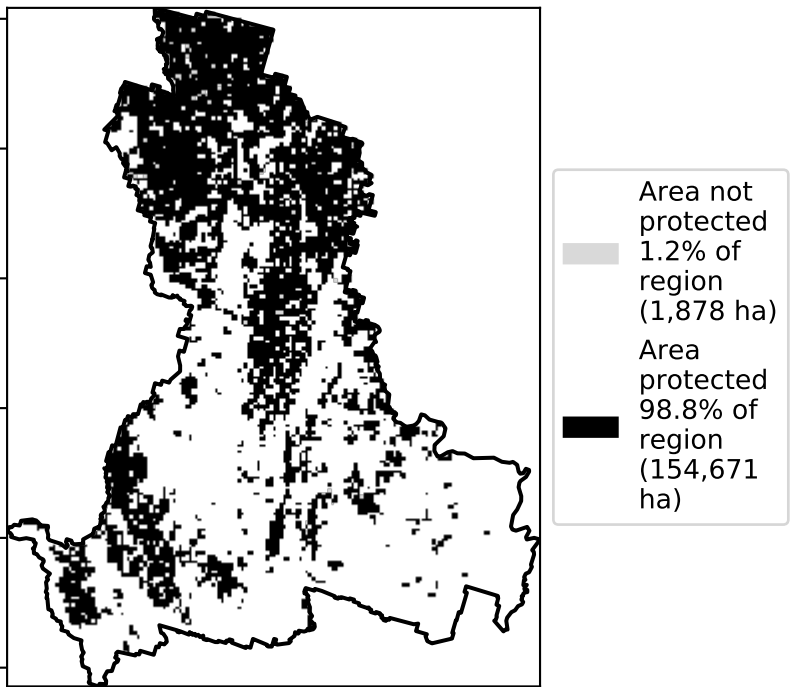 Area not
protected
1.2% of
region
(1,878 ha)
Area
protected
98.8% of
region
(154,671
ha)